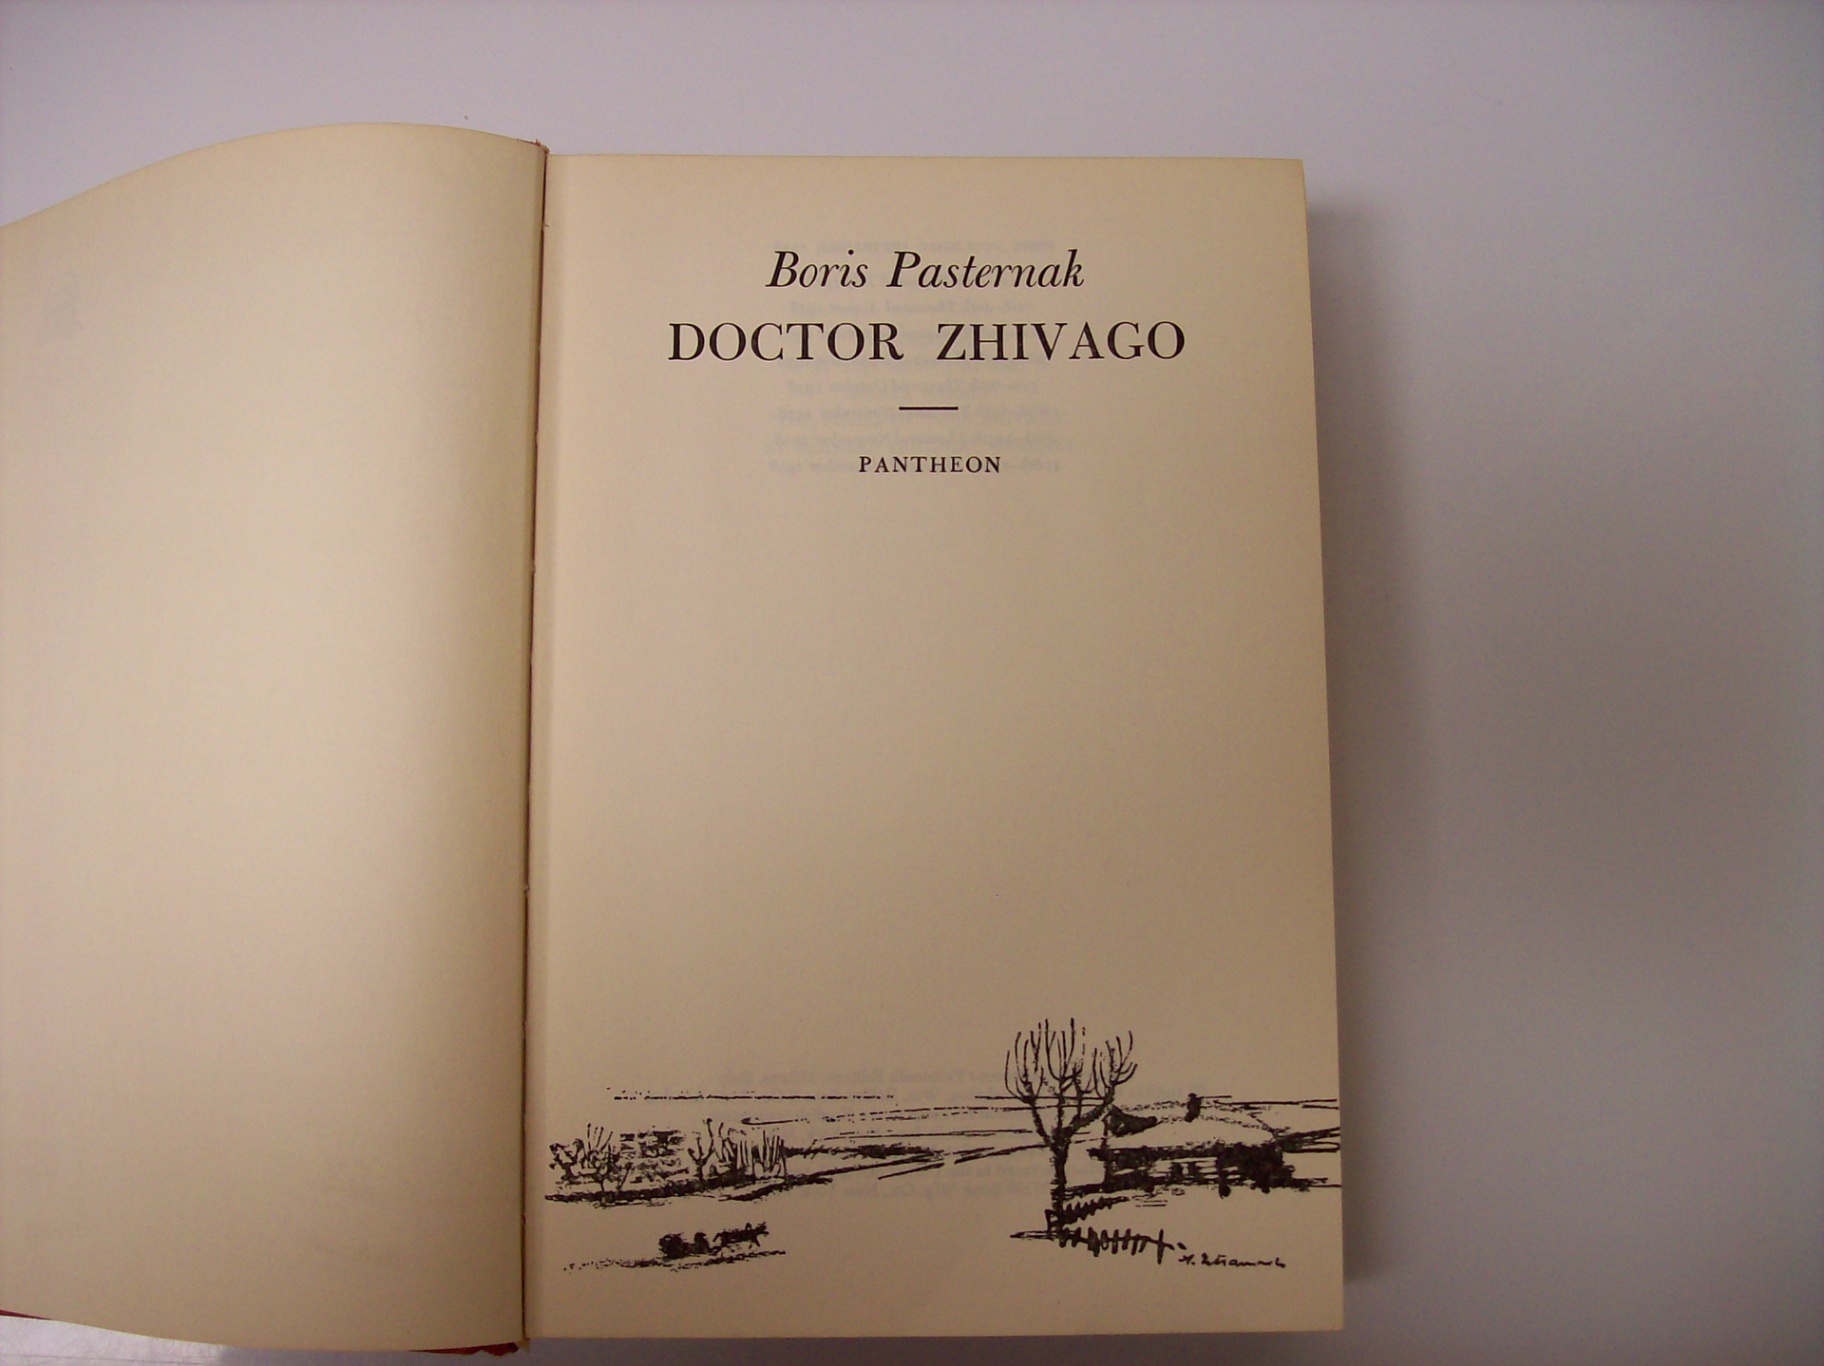 Boris Pasternak
DOCTOR ZHIVAGO
PANTHEON